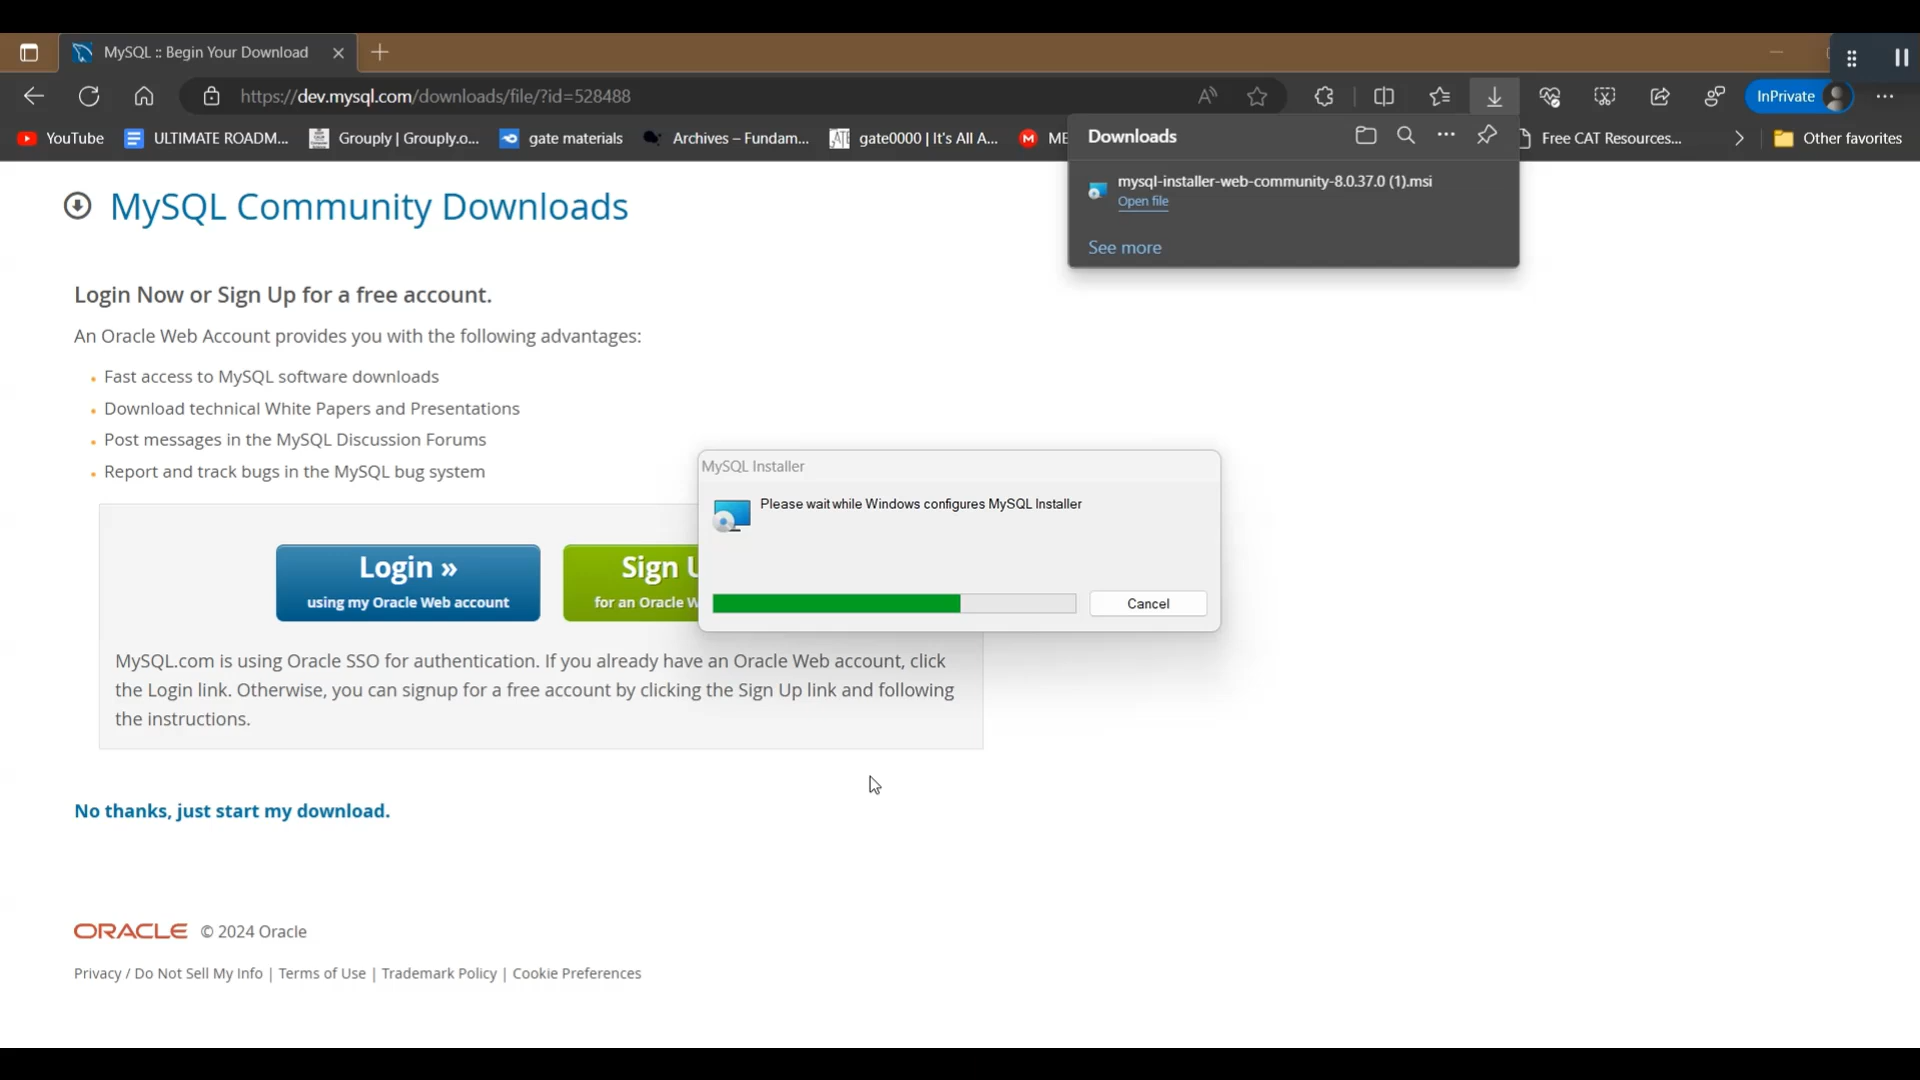 MySQL :: Begin Your Download
https://dev.mysql.com/downloads/file/?id=528488
InPrivate
YouTube
ULTIMATE ROADM...
Grouply | Grouply.o...
gate materials
Archives – Fundam...
gate0000 | It's All A...
ME
Free CAT Resources...
Other favorites
Downloads
mysql-installer-web-community-8.0.37.0 (1).msi
Open file
See more
MySQL Community Downloads
Login Now or Sign Up for a free account.
An Oracle Web Account provides you with the following advantages:
Fast access to MySQL software downloads
Download technical White Papers and Presentations
Post messages in the MySQL Discussion Forums
Report and track bugs in the MySQL bug system
MySQL Installer
Please wait while Windows configures MySQL Installer
Cancel
Login »
using my Oracle Web account
Sign U
for an Oracle W
MySQL.com is using Oracle SSO for authentication. If you already have an Oracle Web account, click
the Login link. Otherwise, you can signup for a free account by clicking the Sign Up link and following
the instructions.
No thanks, just start my download.
ORACLE © 2024 Oracle
Privacy / Do Not Sell My Info | Terms of Use | Trademark Policy | Cookie Preferences